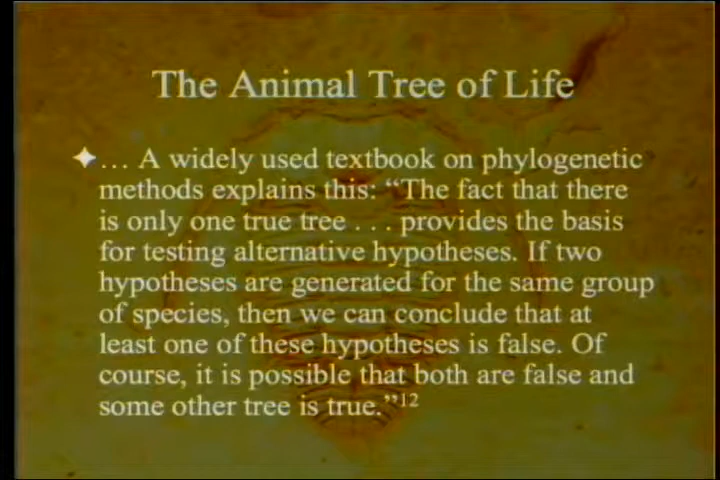 The Animal Tree of Life
… A widely used textbook on phylogenetic
methods explains this: “The fact that there
is only one true tree . . . provides the basis
for testing alternative hypotheses. If two
hypotheses are generated for the same group
of species, then we can conclude that at
least one of these hypotheses is false. Of
course, it is possible that both are false and
some other tree is true.”12